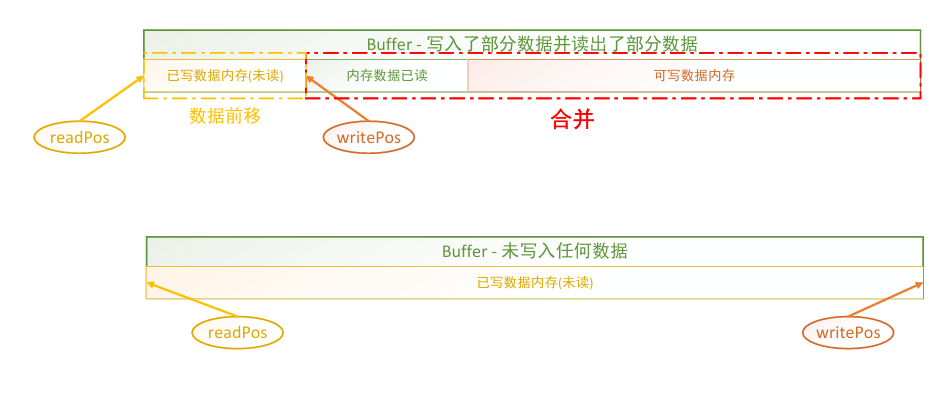 Buffer - 写入了部分数据并读出了部分数据
已写数据内存(未读) 内存数据已读 可写数据内存
数据前移 合并
readPos writePos
Buffer - 未写入任何数据
已写数据内存(未读)
readPos writePos